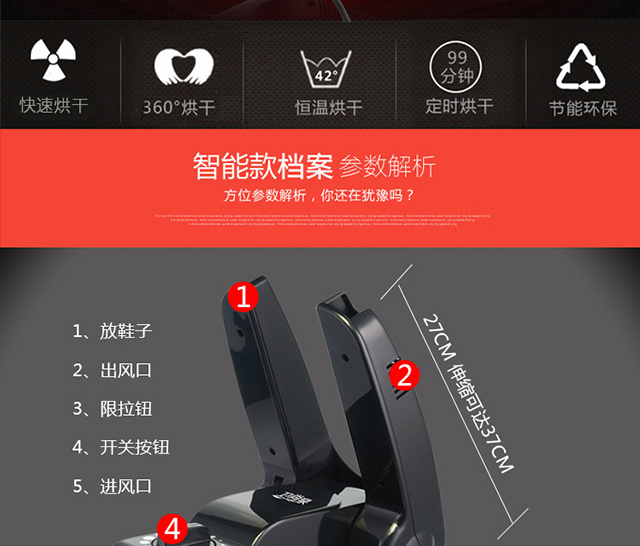 42°
99
分钟
快速烘干
360°烘干
恒温烘干
定时烘干
节能环保
智能款档案 参数解析
方位参数解析，你还在犹豫吗？
1
1、放鞋子
2、出风口
3、限拉钮
4、开关按钮
5、进风口
2
27CM 伸缩可达37CM
4